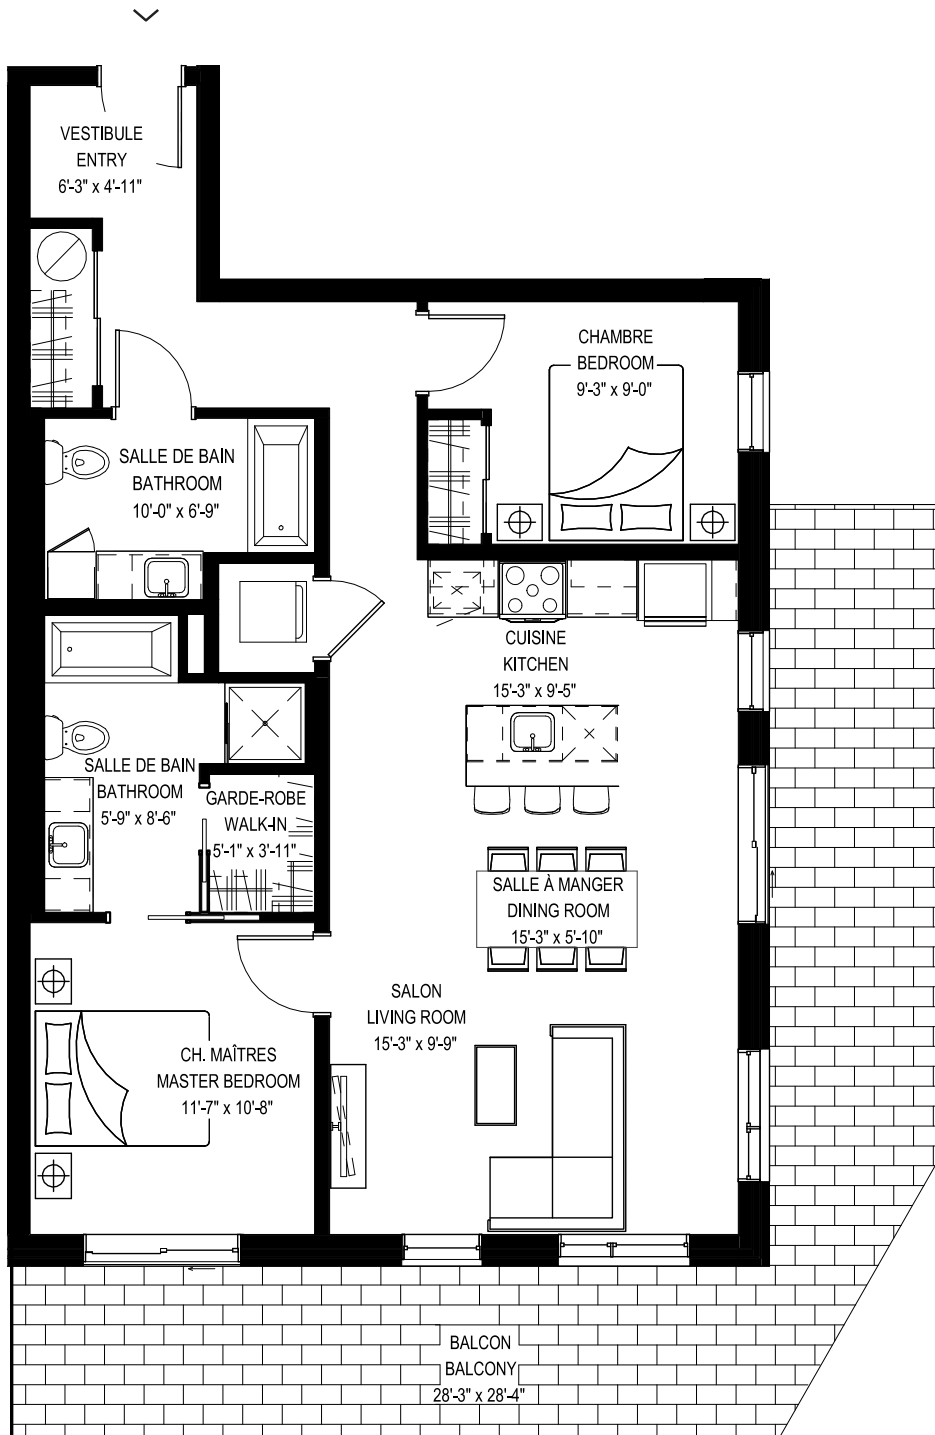 VESTIBULE
ENTRY
6'-3" x 4'-11"
CHAMBRE
BEDROOM
9'-3" x 9'-0"
SALLE DE BAIN
BATHROOM
10'-0" x 6'-9"
CUISINE
KITCHEN
15'-3" x 9'-5"
SALLE DE BAIN
BATHROOM
5'-9" x 8'-6"
GARDE-ROBE
WALK-IN
5'-1" x 3'-11"
SALLE À MANGER
DINING ROOM
15'-3" x 5'-10"
SALON
LIVING ROOM
15'-3" x 9'-9"
CH. MAÎTRES
MASTER BEDROOM
11'-7" x 10'-8"
BALCON
BALCONY
28'-3" x 28'-4"